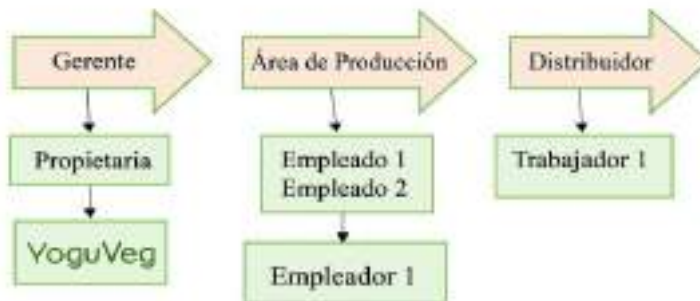 Gerente
Propietaria
YoguVeg
Área de Producción
Empleado 1
Empleado 2
Empleador 1
Distribuidor
Trabajador 1